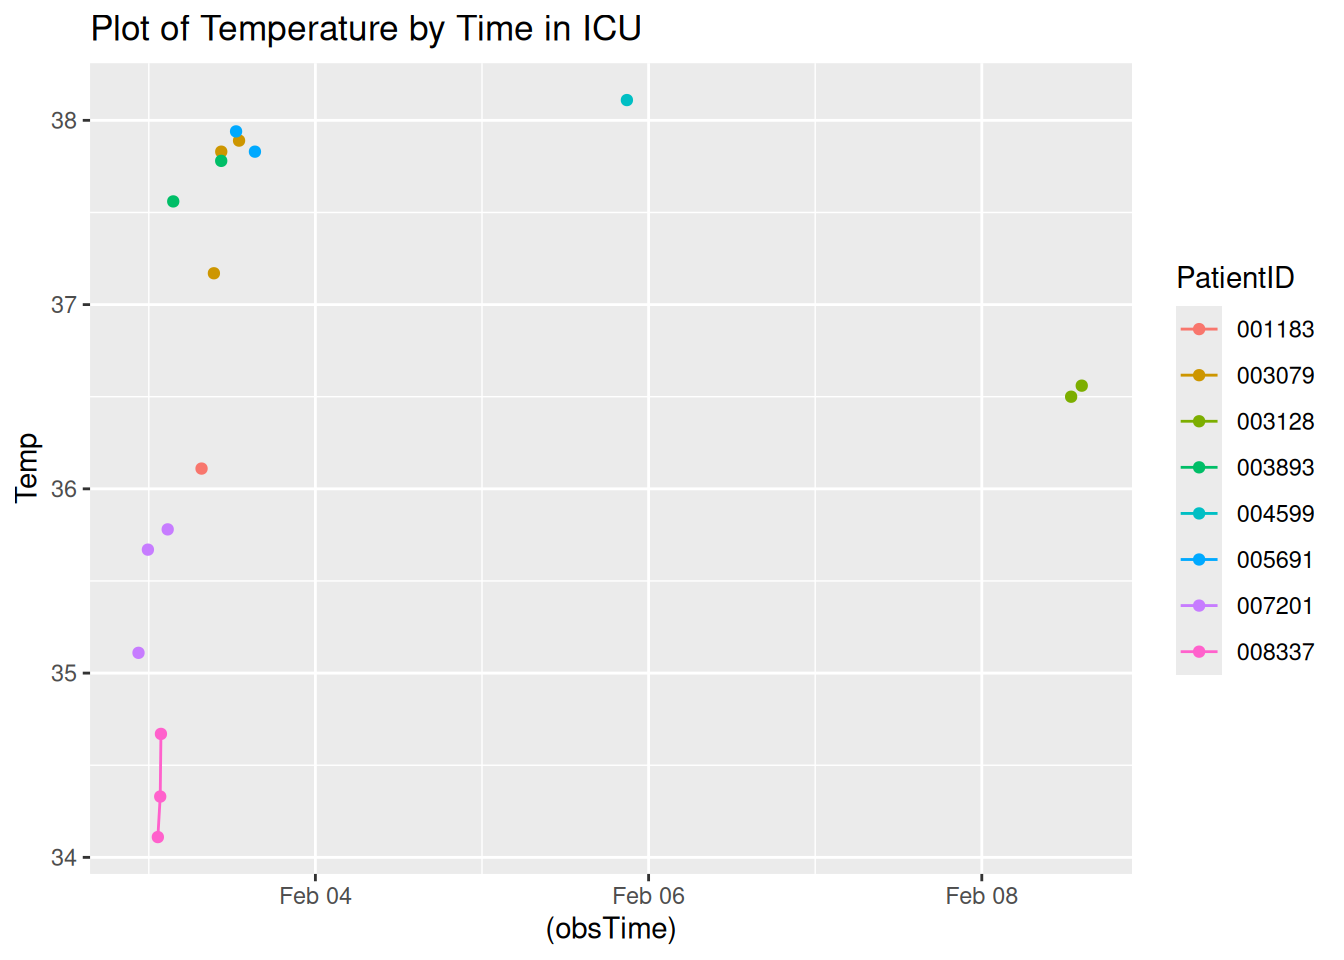 Plot of Temperature by Time in ICU
38
37
36
35
34
Temp
Feb 04
Feb 06
Feb 08
(obsTime)
PatientID
001183
003079
003128
003893
004599
005691
007201
008337